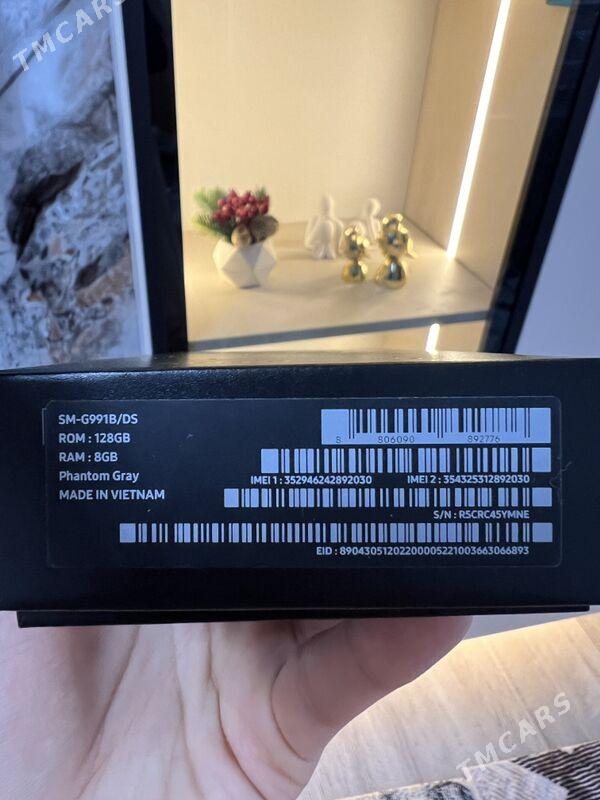 TMCARS
SM-G991B/DS
ROM : 128GB
RAM : 8GB
Phantom Gray
MADE IN VIETNAM
8 806090 892776
IMEI 1 : 352946242892030 IMEI 2 : 354325312892030
S/N : R5CRC45YMNE
EID : 89043051202200005221003663066893
TMCARS